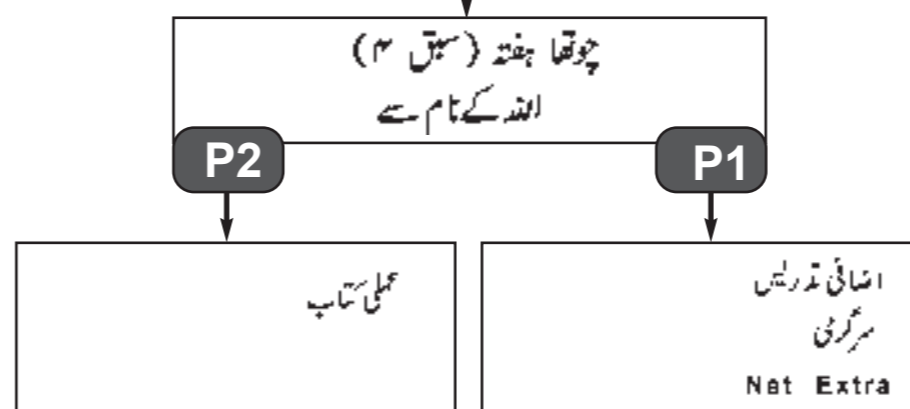 چوتھا ہفتہ (سبق ۴)
اللہ کے نام سے
P1
P2
اضافی تدریس
سرگرمی
Net Extra
عملی کتاب